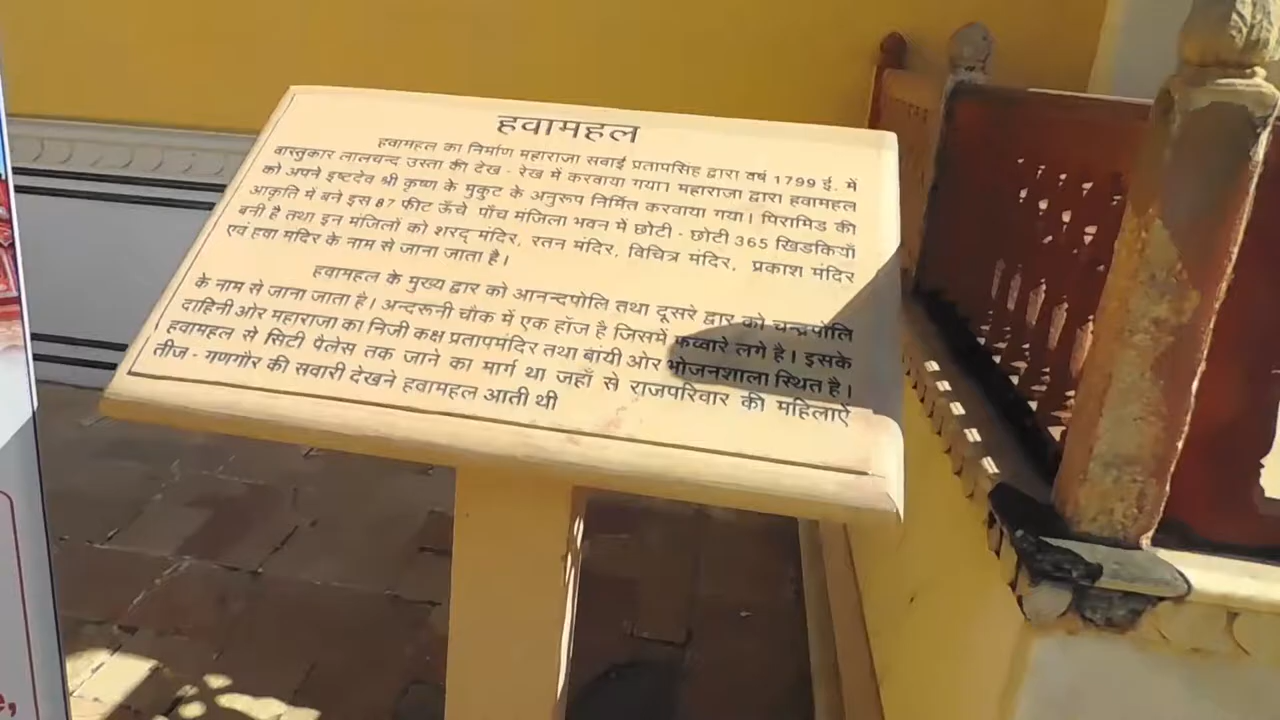 हवामहल
हवामहल का निर्माण महाराजा सवाई प्रतापसिंह द्वारा वर्ष 1799 ई. में
वास्तुकार लालचन्द उस्ता की देख - रेख में करवाया गया। महाराजा द्वारा हवामहल
को अपने इष्टदेव श्री कृष्ण के मुकुट के अनुरूप निर्मित करवाया गया। पिरामिड की
आकृति में बने इस 87 फीट ऊँचे पाँच मंजिला भवन में छोटी - छोटी 365 खिडकियाँ
बनी है तथा इन मंजिलों को शरद् मंदिर, रतन मंदिर, विचित्र मंदिर, प्रकाश मंदिर
एवं हवा मंदिर के नाम से जाना जाता है।
हवामहल के मुख्य द्वार को आनन्दपोलि तथा दूसरे द्वार को चन्द्रपोलि
के नाम से जाना जाता है। अन्दरूनी चौक में एक हॉज है जिसमें फव्वारे लगे है। इसके
दाहिनी ओर महाराजा का निजी कक्ष प्रतापमंदिर तथा बायी ओर भोजनशाला स्थित है।
हवामहल से सिटी पैलेस तक जाने का मार्ग था जहाँ से राजपरिवार की महिलाऐं
तीज - गणगौर की सवारी देखने हवामहल आती थी